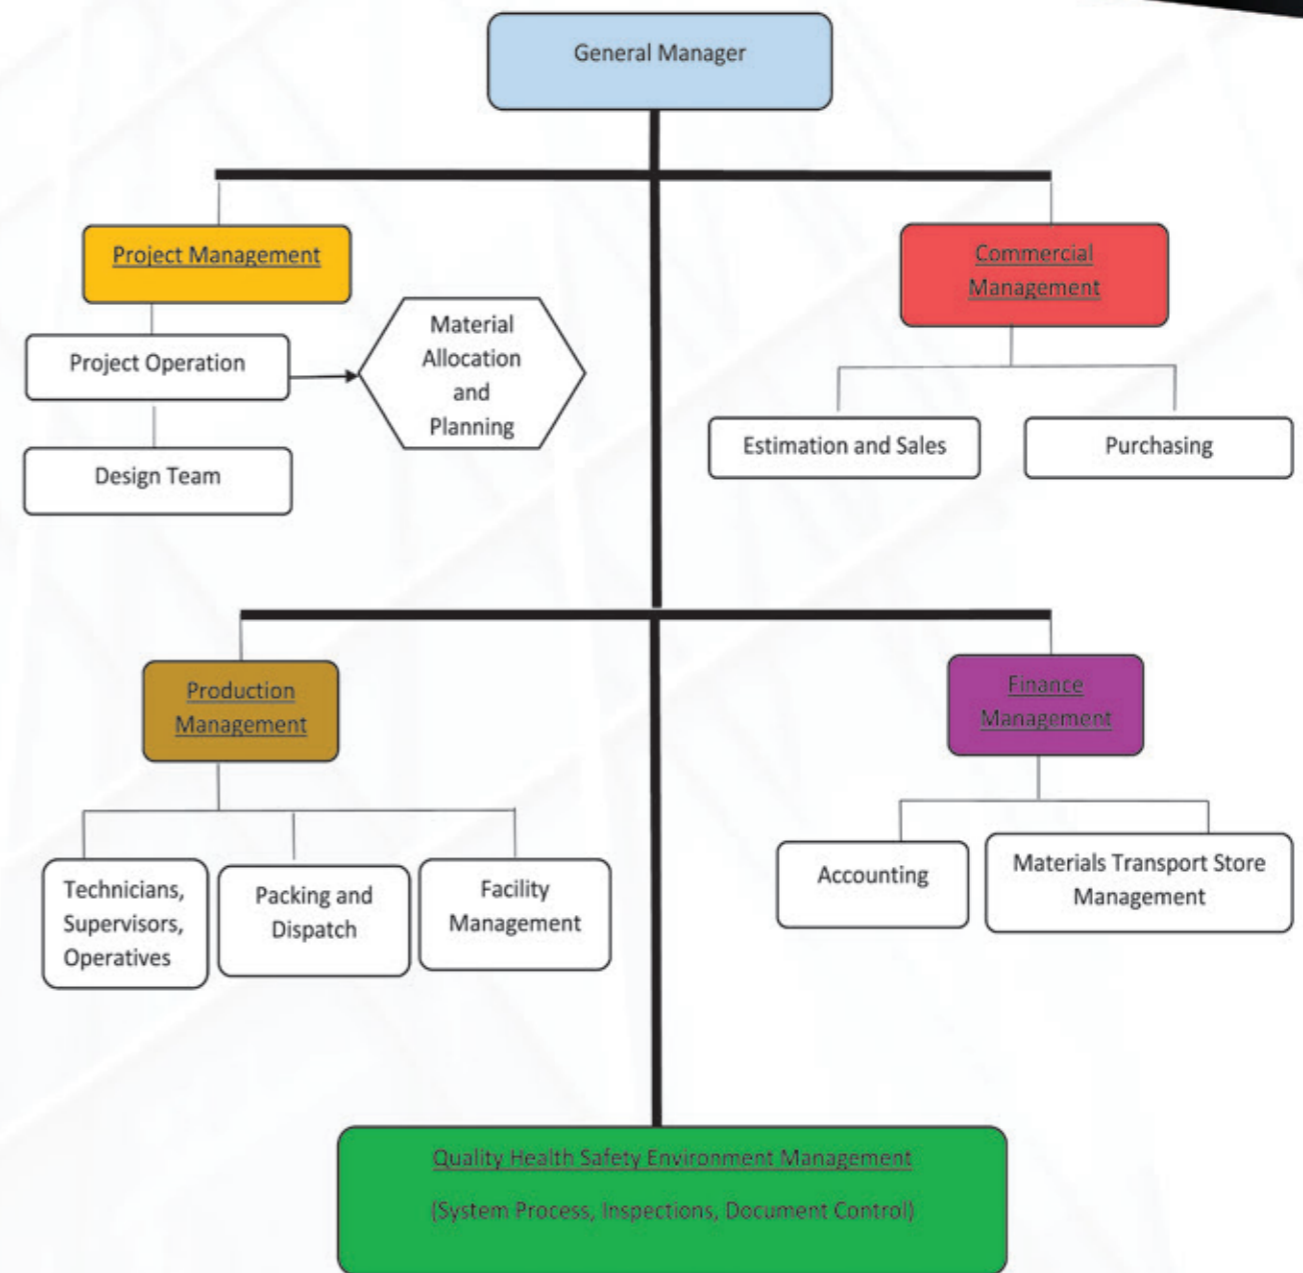 General Manager
Project Management
Commercial
Management
Project Operation
Material
Allocation
and
Planning
Design Team
Estimation and Sales
Purchasing
Production
Management
Finance
Management
Technicians,
Supervisors,
Operatives
Packing and
Dispatch
Facility
Management
Accounting
Materials Transport Store
Management
Quality Health Safety Environment Management
(System Process, Inspections, Document Control)